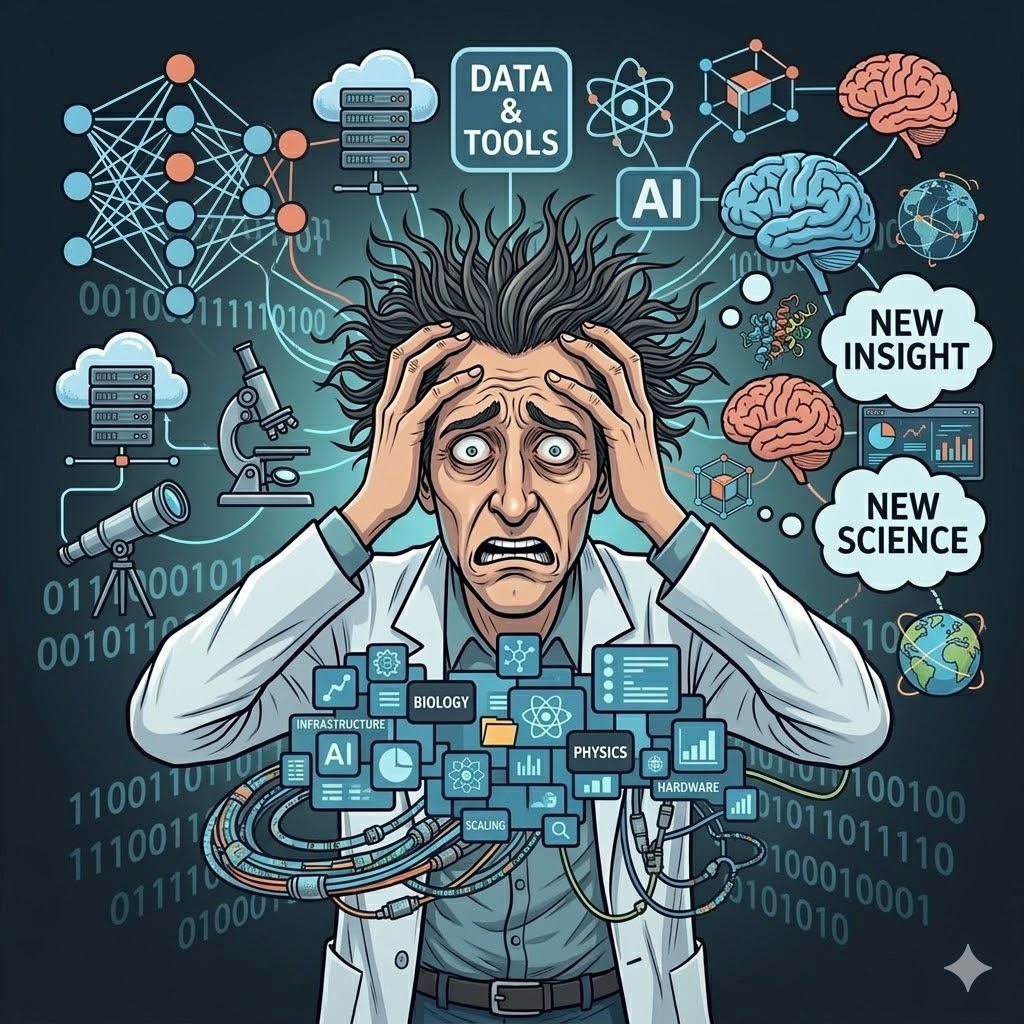 DATA
&
TOOLS
AI
NEW
INSIGHT
NEW
SCIENCE
BIOLOGY
INFRASTRUCTURE
AI
PHYSICS
HARDWARE
SCALING